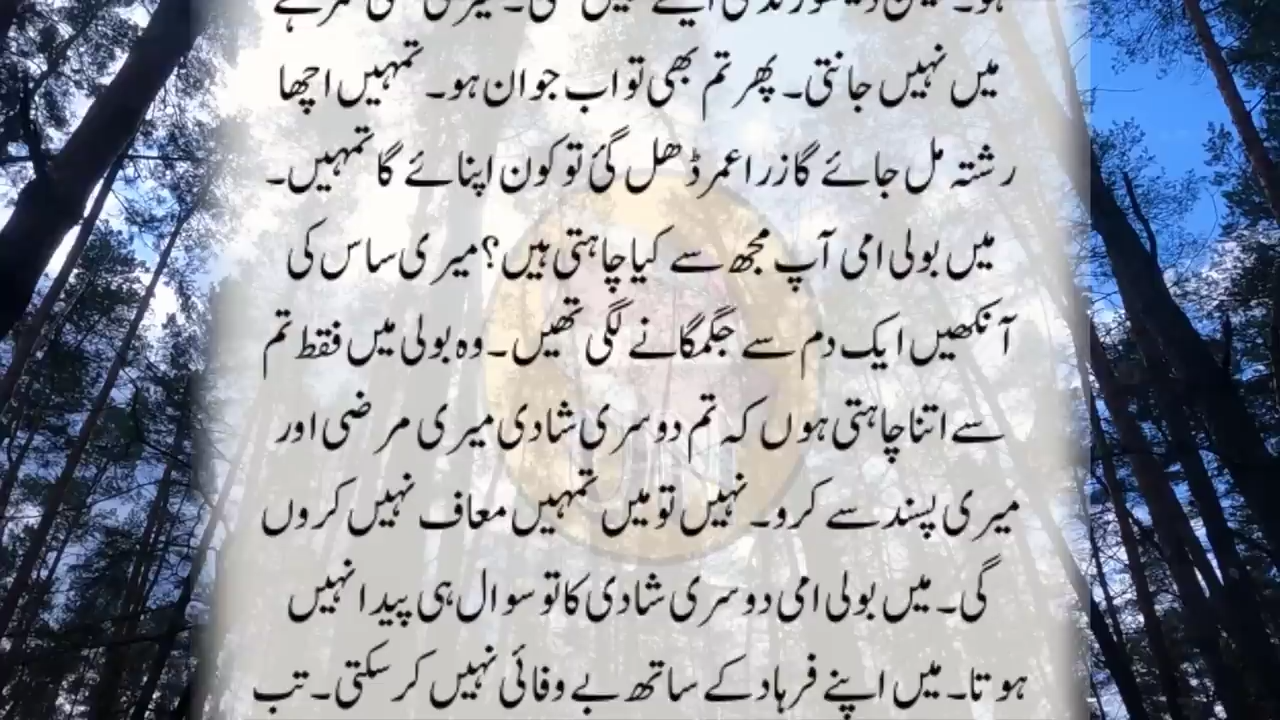 میں نہیں جانتی۔ پھر تم بھی تو اب جوان ہو۔ تمہیں اچھا
رشتہ مل جائے گا زرا عمر ڈھل گئ تو کون اپنائے گا تمہیں۔
میں بولی امی آپ مجھ سے کیا چاہتی ہیں؟ میری ساس کی
آنکھیں ایک دم سے جگمگانے لگی تھیں۔ وہ بولی میں فقط تم
سے اتنا چاہتی ہوں کہ تم دوسری شادی میری مرضی اور
میری پسند سے کرو۔ نہیں تو میں تمہیں معاف نہیں کروں
گی۔ میں بولی امی دوسری شادی کا تو سوال ہی پیدا نہیں
ہوتا۔ میں اپنے فرہاد کے ساتھ بے وفائی نہیں کر سکتی۔ تب